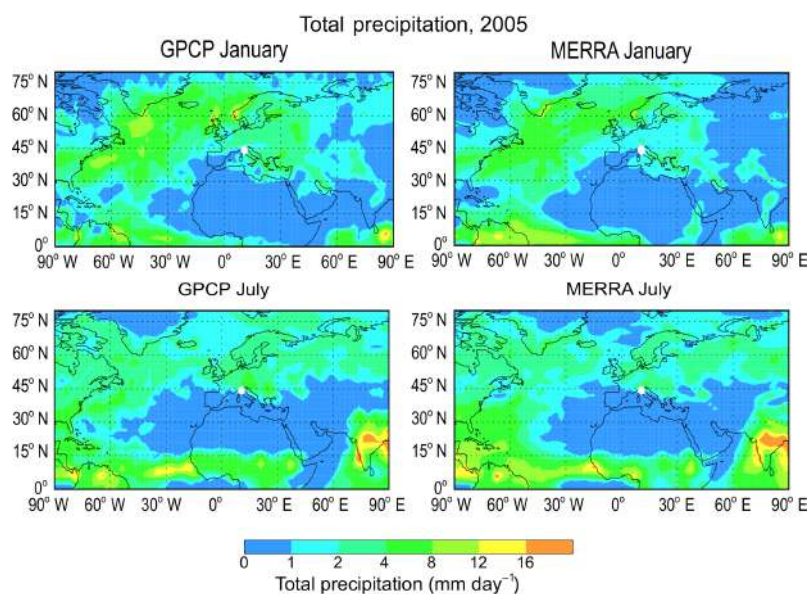 Total precipitation, 2005
GPCP January
MERRA January
75° N
60° N
45° N
30° N
15° N
0°
90° W 60° W 30° W 0° E 30° E 60° E 90° E
75° N
60° N
45° N
30° N
15° N
0°
90° W 60° W 30° W 0° E 30° E 60° E 90° E
GPCP July
MERRA July
75° N
60° N
45° N
30° N
15° N
0°
90° W 60° W 30° W 0° E 30° E 60° E 90° E
75° N
60° N
45° N
30° N
15° N
0°
90° W 60° W 30° W 0° E 30° E 60° E 90° E
0 1 2 4 8 12 16
Total precipitation (mm day⁻¹)